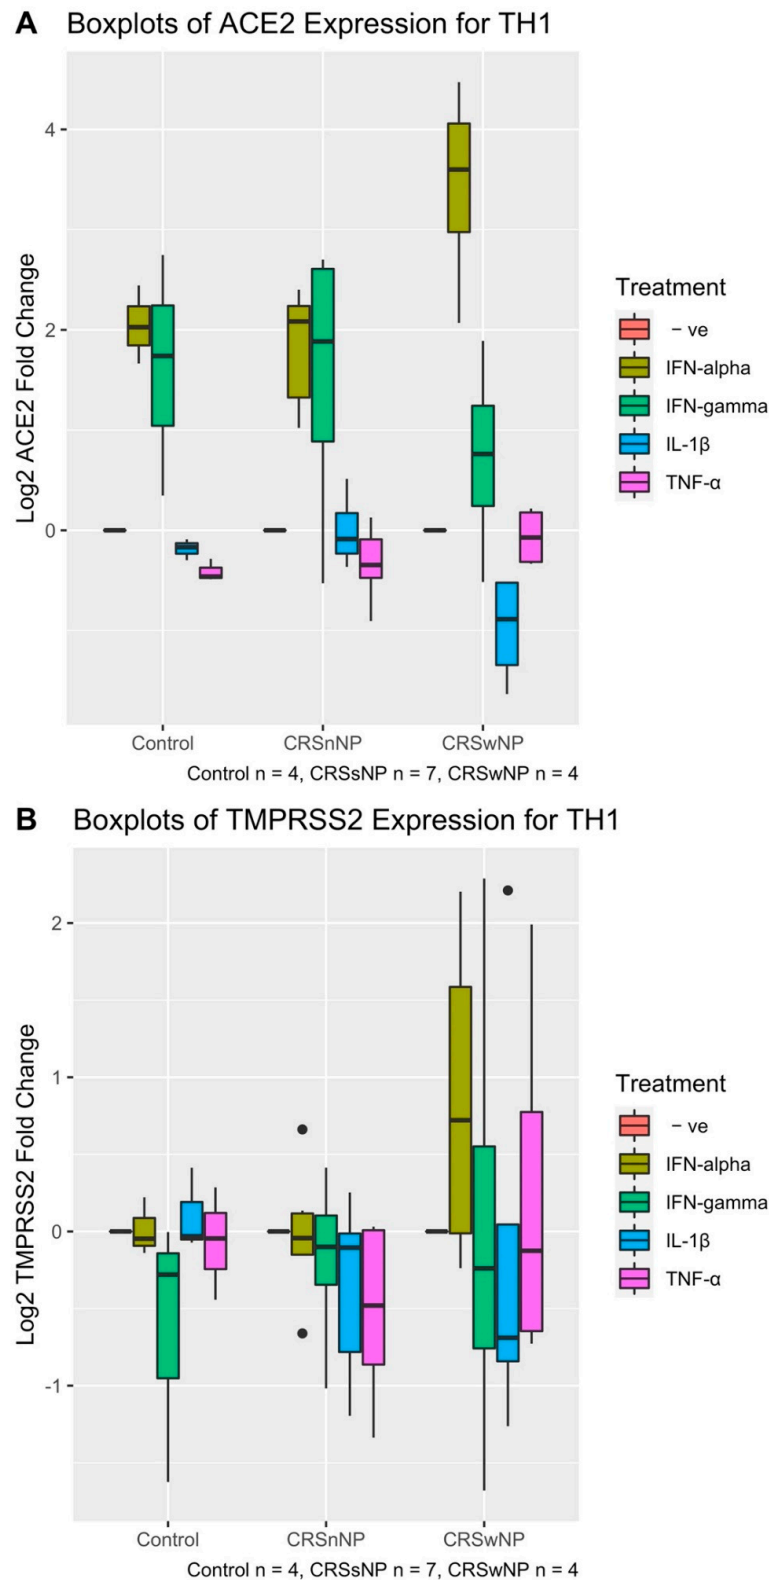 A Boxplots of ACE2 Expression for TH1
4
2
0
Log2 ACE2 Fold Change
Control
CRSnNP
CRSwNP
Control n = 4, CRSsNP n = 7, CRSwNP n = 4
Treatment
− ve
IFN-alpha
IFN-gamma
IL-1β
TNF-α
B Boxplots of TMPRSS2 Expression for TH1
2
1
0
-1
Log2 TMPRSS2 Fold Change
Control
CRSnNP
CRSwNP
Control n = 4, CRSsNP n = 7, CRSwNP n = 4
Treatment
− ve
IFN-alpha
IFN-gamma
IL-1β
TNF-α